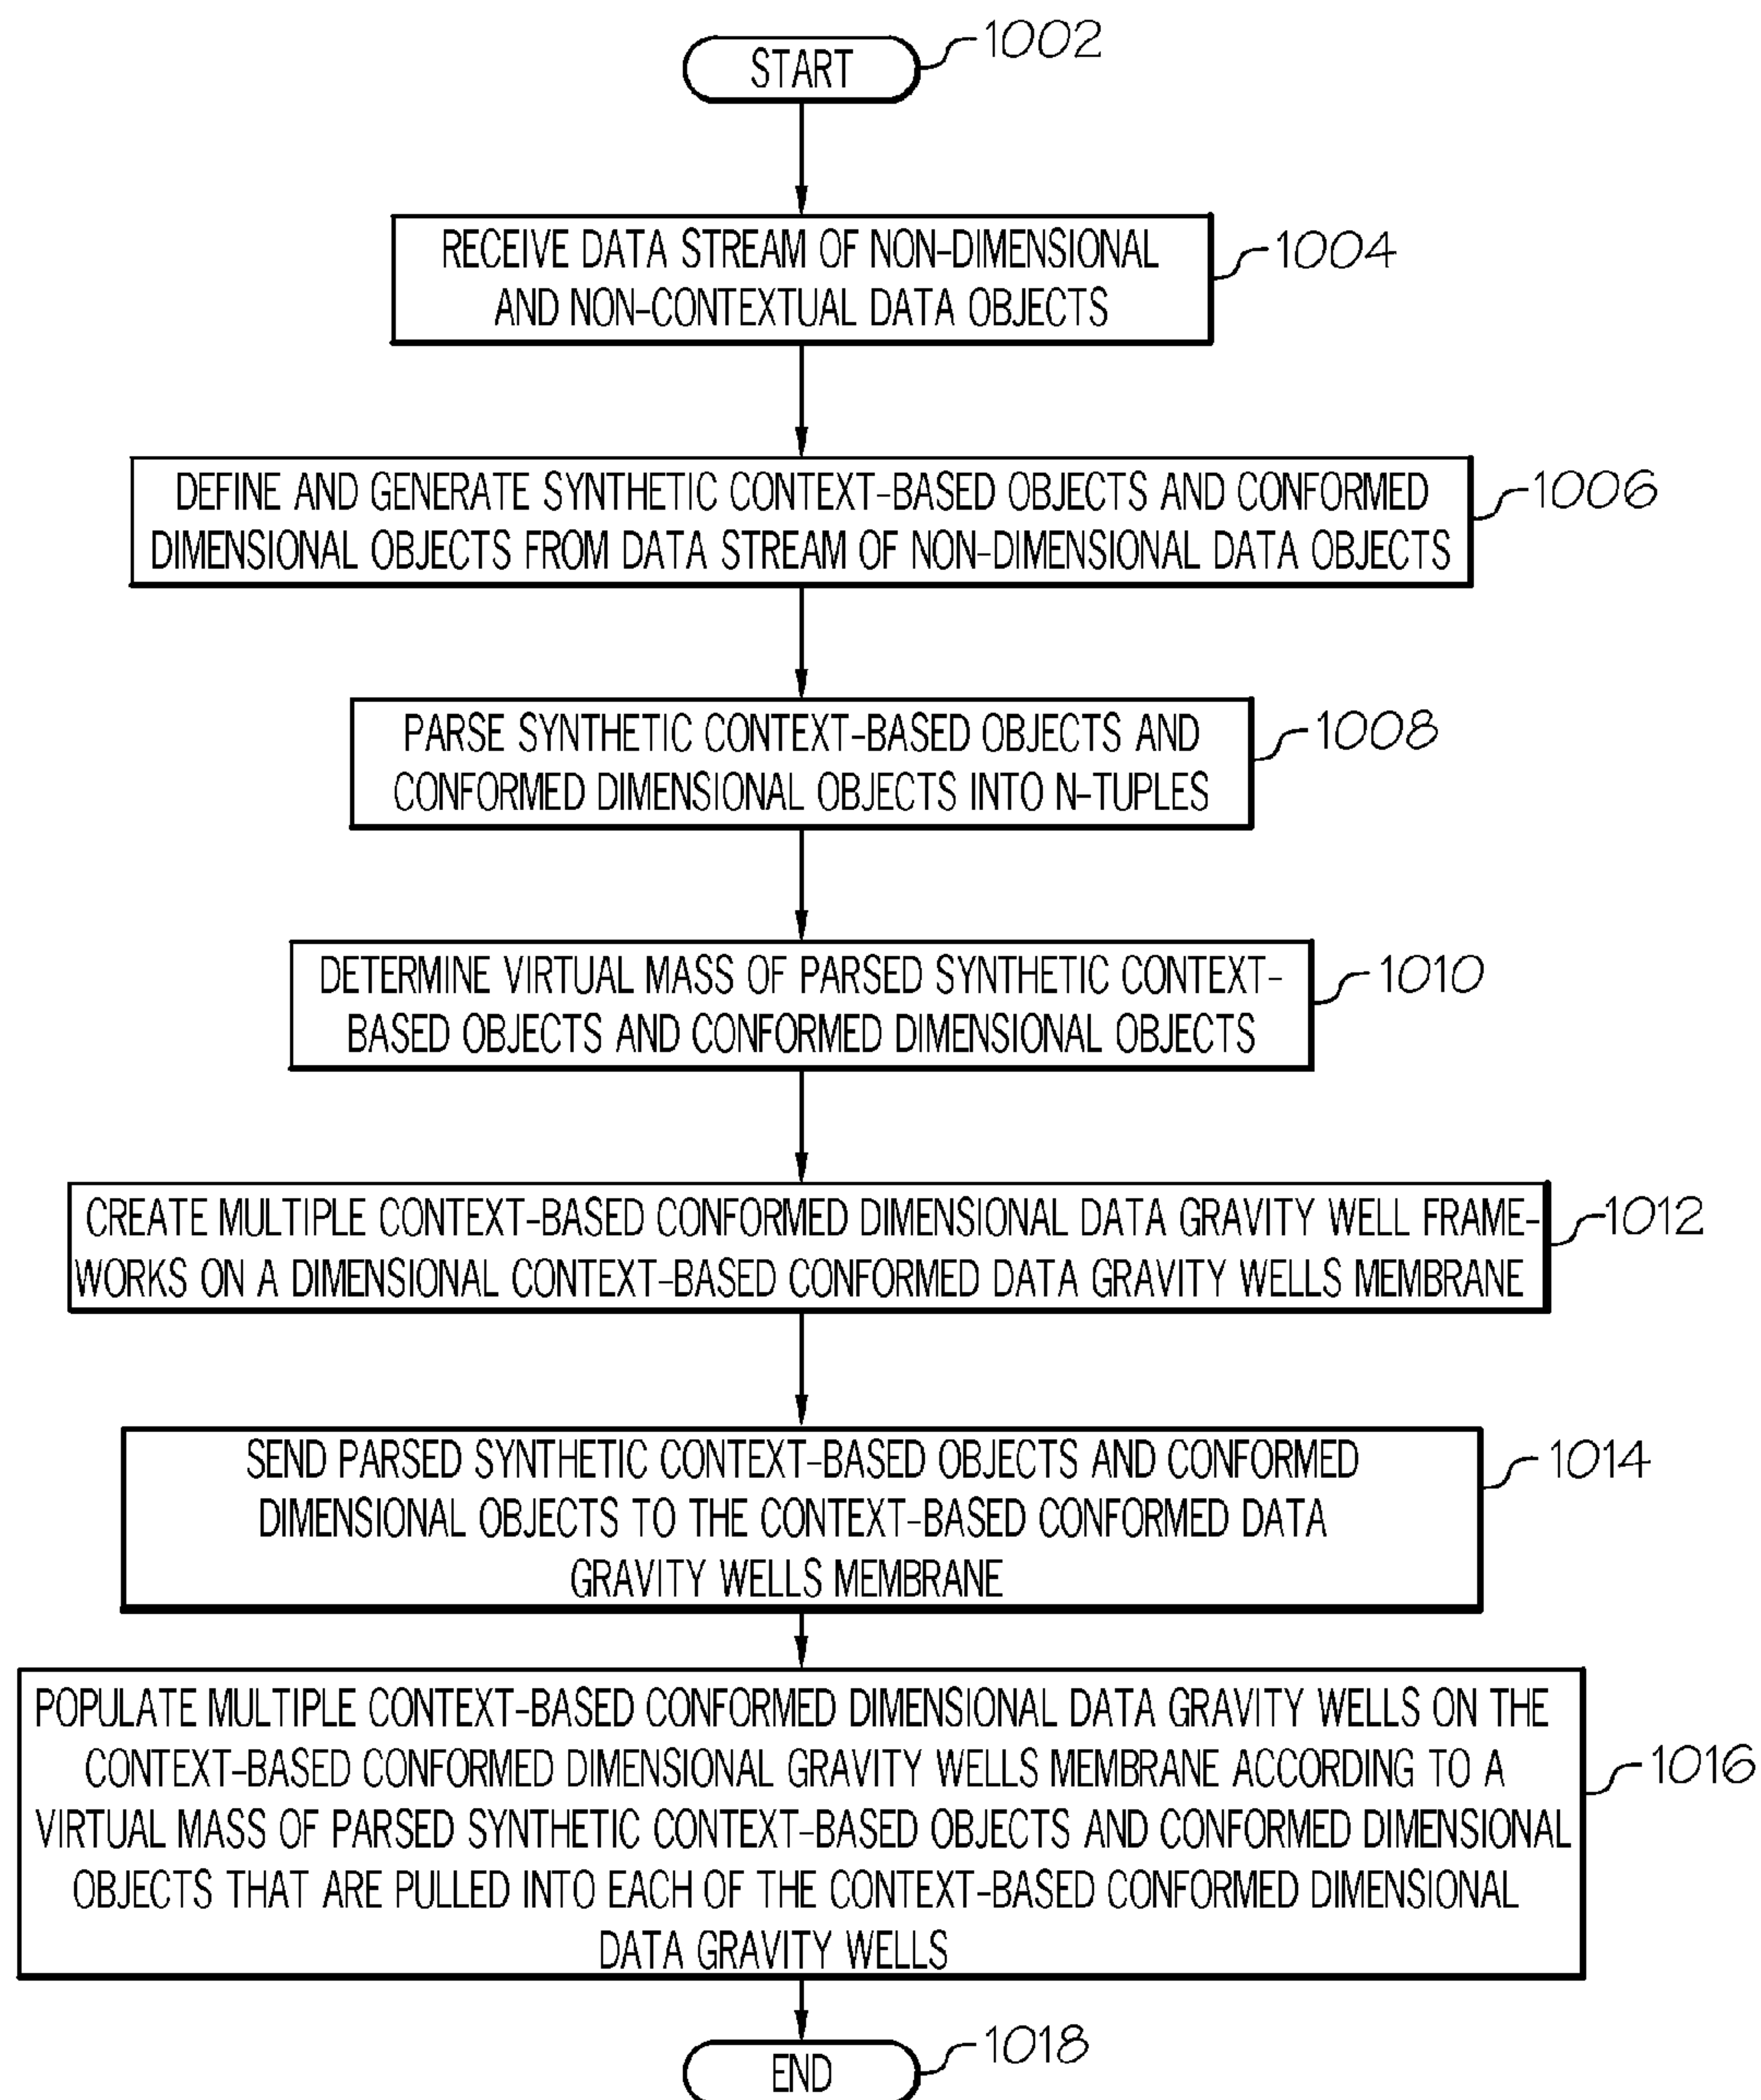 START
1002
RECEIVE DATA STREAM OF NON-DIMENSIONAL
AND NON-CONTEXTUAL DATA OBJECTS
1004
DEFINE AND GENERATE SYNTHETIC CONTEXT-BASED OBJECTS AND CONFORMED
DIMENSIONAL OBJECTS FROM DATA STREAM OF NON-DIMENSIONAL DATA OBJECTS
1006
PARSE SYNTHETIC CONTEXT-BASED OBJECTS AND
CONFORMED DIMENSIONAL OBJECTS INTO N-TUPLES
1008
DETERMINE VIRTUAL MASS OF PARSED SYNTHETIC CONTEXT-
BASED OBJECTS AND CONFORMED DIMENSIONAL OBJECTS
1010
CREATE MULTIPLE CONTEXT-BASED CONFORMED DIMENSIONAL DATA GRAVITY WELL FRAME-
WORKS ON A DIMENSIONAL CONTEXT-BASED CONFORMED DATA GRAVITY WELLS MEMBRANE
1012
SEND PARSED SYNTHETIC CONTEXT-BASED OBJECTS AND CONFORMED
DIMENSIONAL OBJECTS TO THE CONTEXT-BASED CONFORMED DATA
GRAVITY WELLS MEMBRANE
1014
POPULATE MULTIPLE CONTEXT-BASED CONFORMED DIMENSIONAL DATA GRAVITY WELLS ON THE
CONTEXT-BASED CONFORMED DIMENSIONAL GRAVITY WELLS MEMBRANE ACCORDING TO A
VIRTUAL MASS OF PARSED SYNTHETIC CONTEXT-BASED OBJECTS AND CONFORMED DIMENSIONAL
OBJECTS THAT ARE PULLED INTO EACH OF THE CONTEXT-BASED CONFORMED DIMENSIONAL
DATA GRAVITY WELLS
1016
END
1018